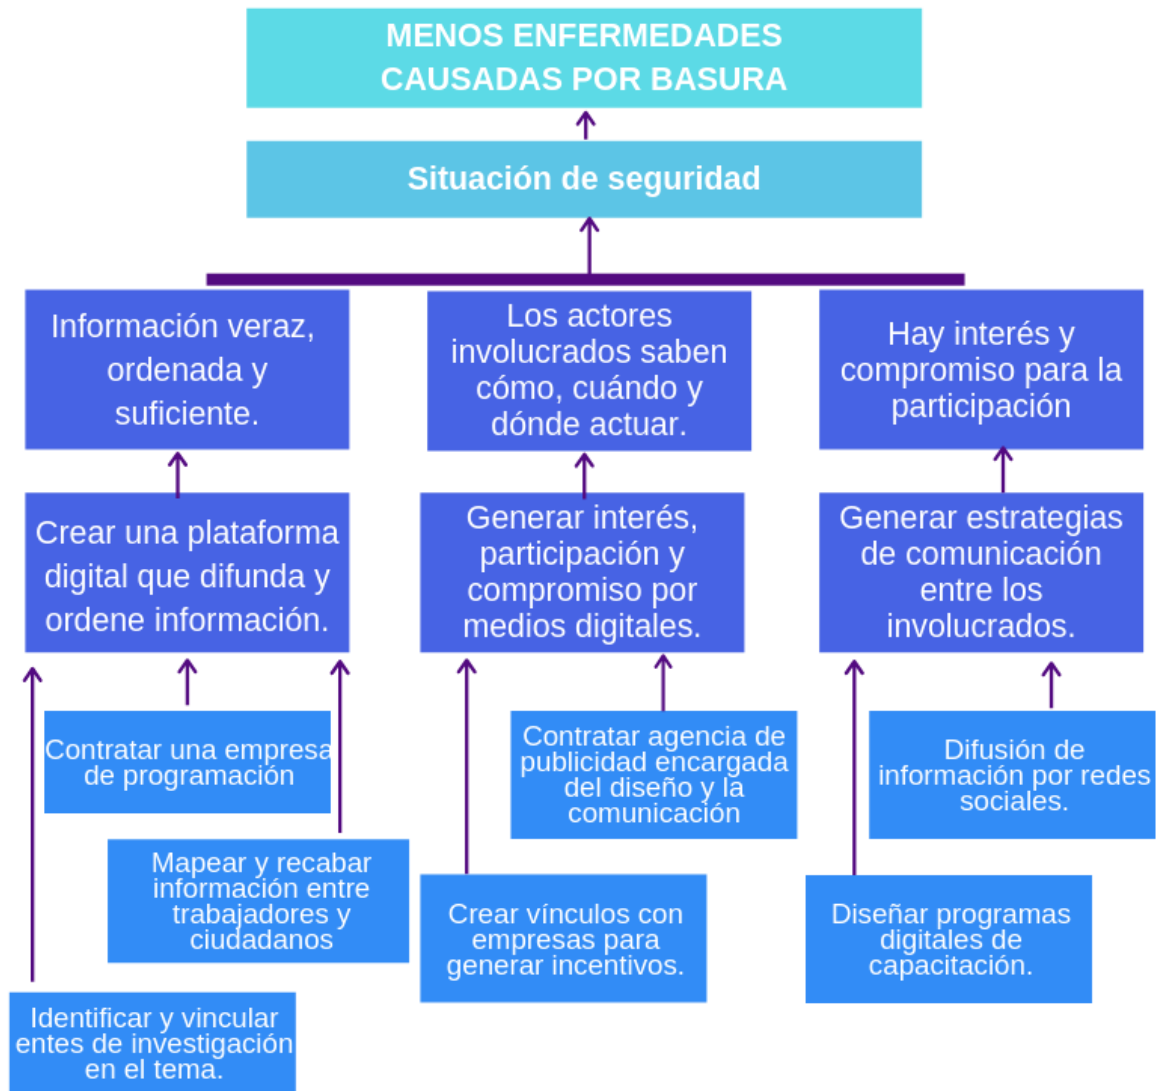 MENOS ENFERMEDADES
CAUSADAS POR BASURA
Situación de seguridad
Información veraz,
ordenada y
suficiente.
Los actores
involucrados saben
cómo, cuándo y
dónde actuar.
Hay interés y
compromiso para la
participación
Crear una plataforma
digital que difunda y
ordene información.
Generar interés,
participación y
compromiso por
medios digitales.
Generar estrategias
de comunicación
entre los
involucrados.
Contratar una empresa
de programación
Mapear y recabar
información entre
trabajadores y
ciudadanos
Identificar y vincular
entes de investigación
en el tema.
Contratar agencia de
publicidad encargada
del diseño y la
comunicación
Crear vínculos con
empresas para
generar incentivos.
Difusión de
información por redes
sociales.
Diseñar programas
digitales de
capacitación.